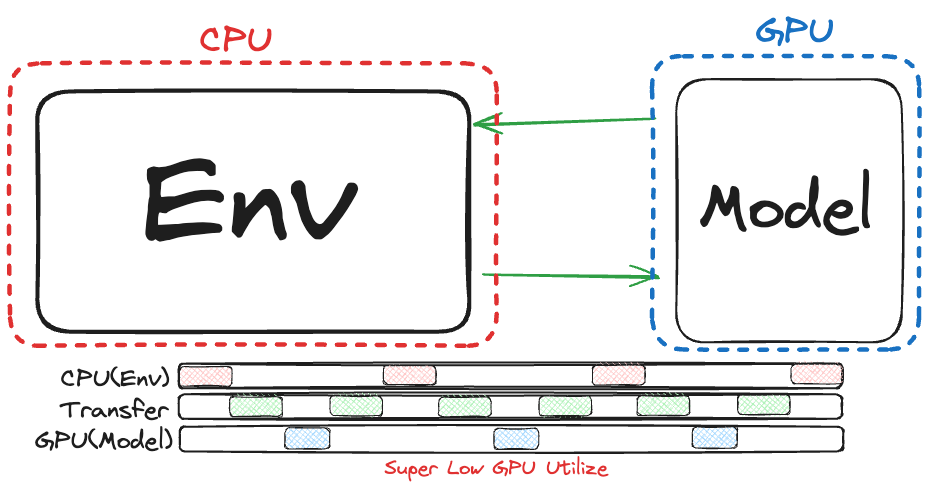 CPU
GPU
Env
Model
CPU(Env)
Transfer
GPU(Model)
Super Low GPU Utilize